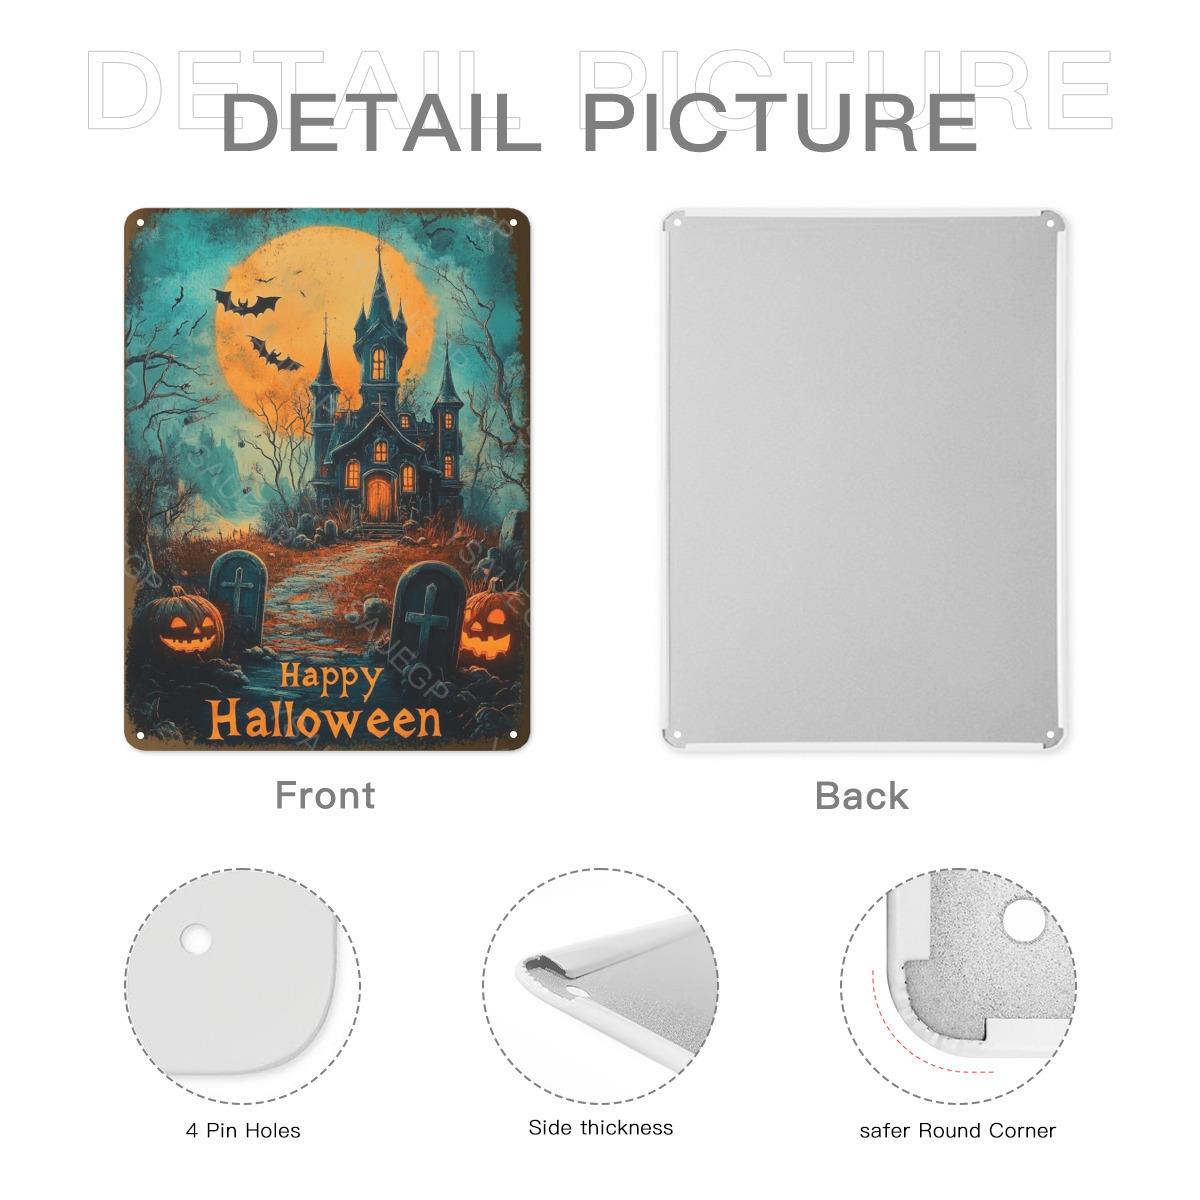 DETAIL PICTURE
DETAIL PICTURE
Happy
Halloween
Front
Back
4 Pin Holes
Side thickness
safer Round Corner